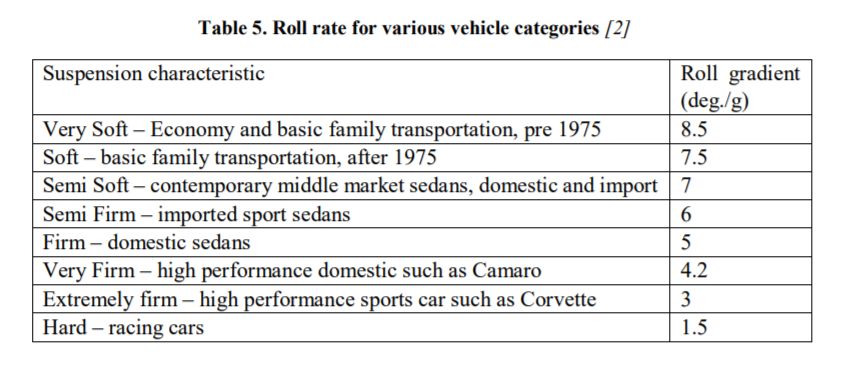 Table 5. Roll rate for various vehicle categories [2]
Suspension characteristic Roll gradient
(deg./g)
Very Soft – Economy and basic family transportation, pre 1975 8.5
Soft – basic family transportation, after 1975 7.5
Semi Soft – contemporary middle market sedans, domestic and import 7
Semi Firm – imported sport sedans 6
Firm – domestic sedans 5
Very Firm – high performance domestic such as Camaro 4.2
Extremely firm – high performance sports car such as Corvette 3
Hard – racing cars 1.5